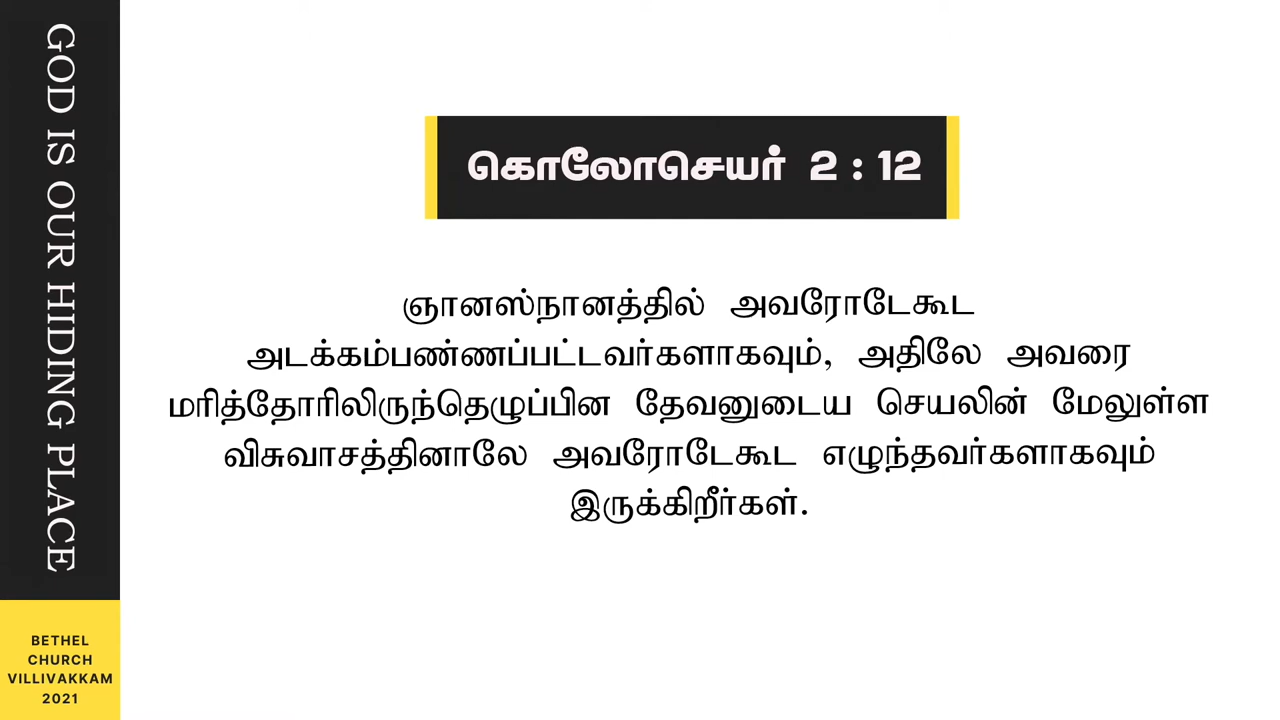 GOD IS OUR HIDING PLACE
BETHEL
CHURCH
VILLIVAKKAM
2021
கொலோசெயர் 2 : 12
ஞானஸ்நானத்தில் அவரோடேகூட
அடக்கம்பண்ணப்பட்டவர்களாகவும், அதிலே அவரை
மரித்தோரிலிருந்தெழுப்பின தேவனுடைய செயலின் மேலுள்ள
விசுவாசத்தினாலே அவரோடேகூட எழுந்தவர்களாகவும்
இருக்கிறீர்கள்.